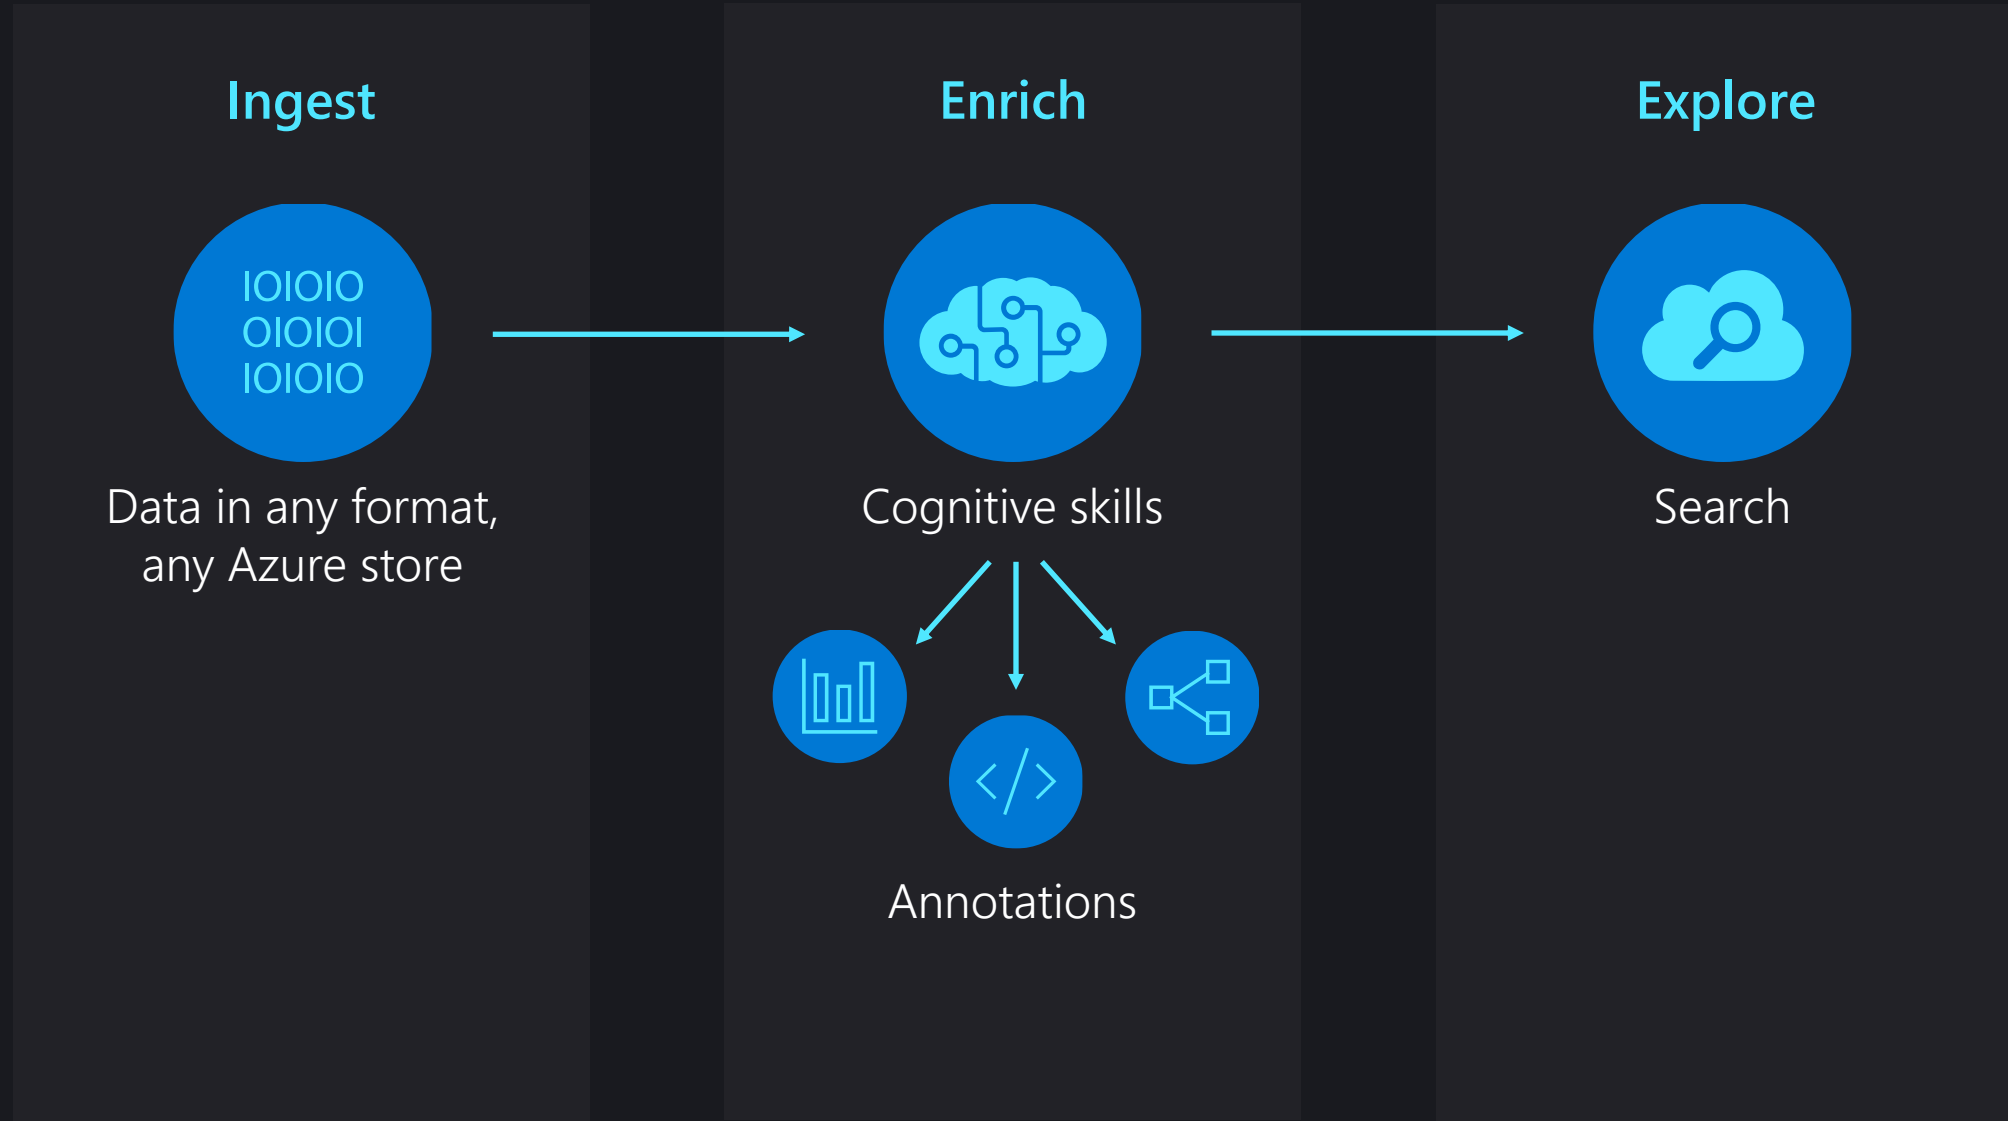 Ingest
IOIOIO
OIOIOI
IOIOIO
Data in any format,
any Azure store
Enrich
Cognitive skills
</>
Annotations
Explore
Search